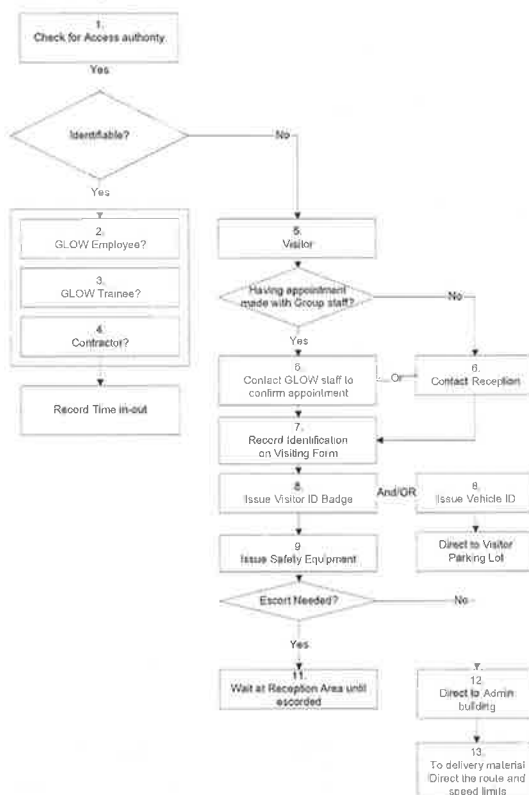 1.
Check for Access authority
Yes
Identifiable?
No
Yes
2.
GLOW Employee?
3.
GLOW Trainee?
4.
Contractor?
Record Time in-out
5.
Visitor
Having appointment
made with Group staff?
No
Yes
6.
Contact GLOW staff to
confirm appointment
Or
6.
Contact Reception
7.
Record Identification
on Visiting Form
8.
Issue Visitor ID Badge
And/OR
8.
Issue Vehicle ID
9
Issue Safety Equipment
Direct to Visitor
Parking Lot
Escort Needed?
No
Yes
11.
Wait at Reception Area until
escorded
12.
Direct to Admin
building
13.
To delivery material
Direct the route and
speed limits